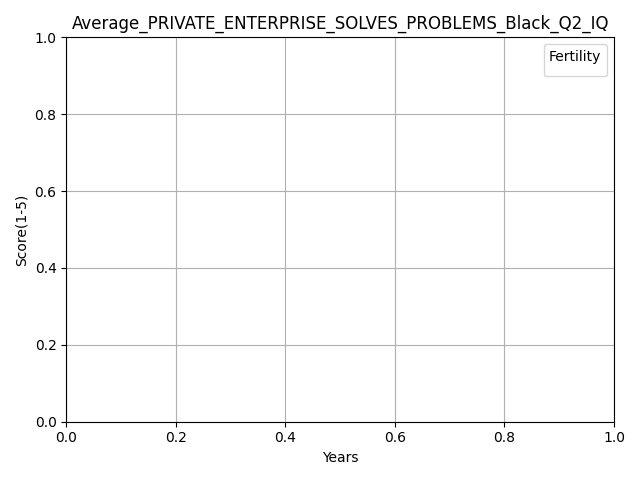 Average_PRIVATE_ENTERPRISE_SOLVES_PROBLEMS_Black_Q2_IQ
Fertility
1.0
0.8
0.6
0.4
0.2
0.0
Score(1-5)
0.0 0.2 0.4 0.6 0.8 1.0
Years